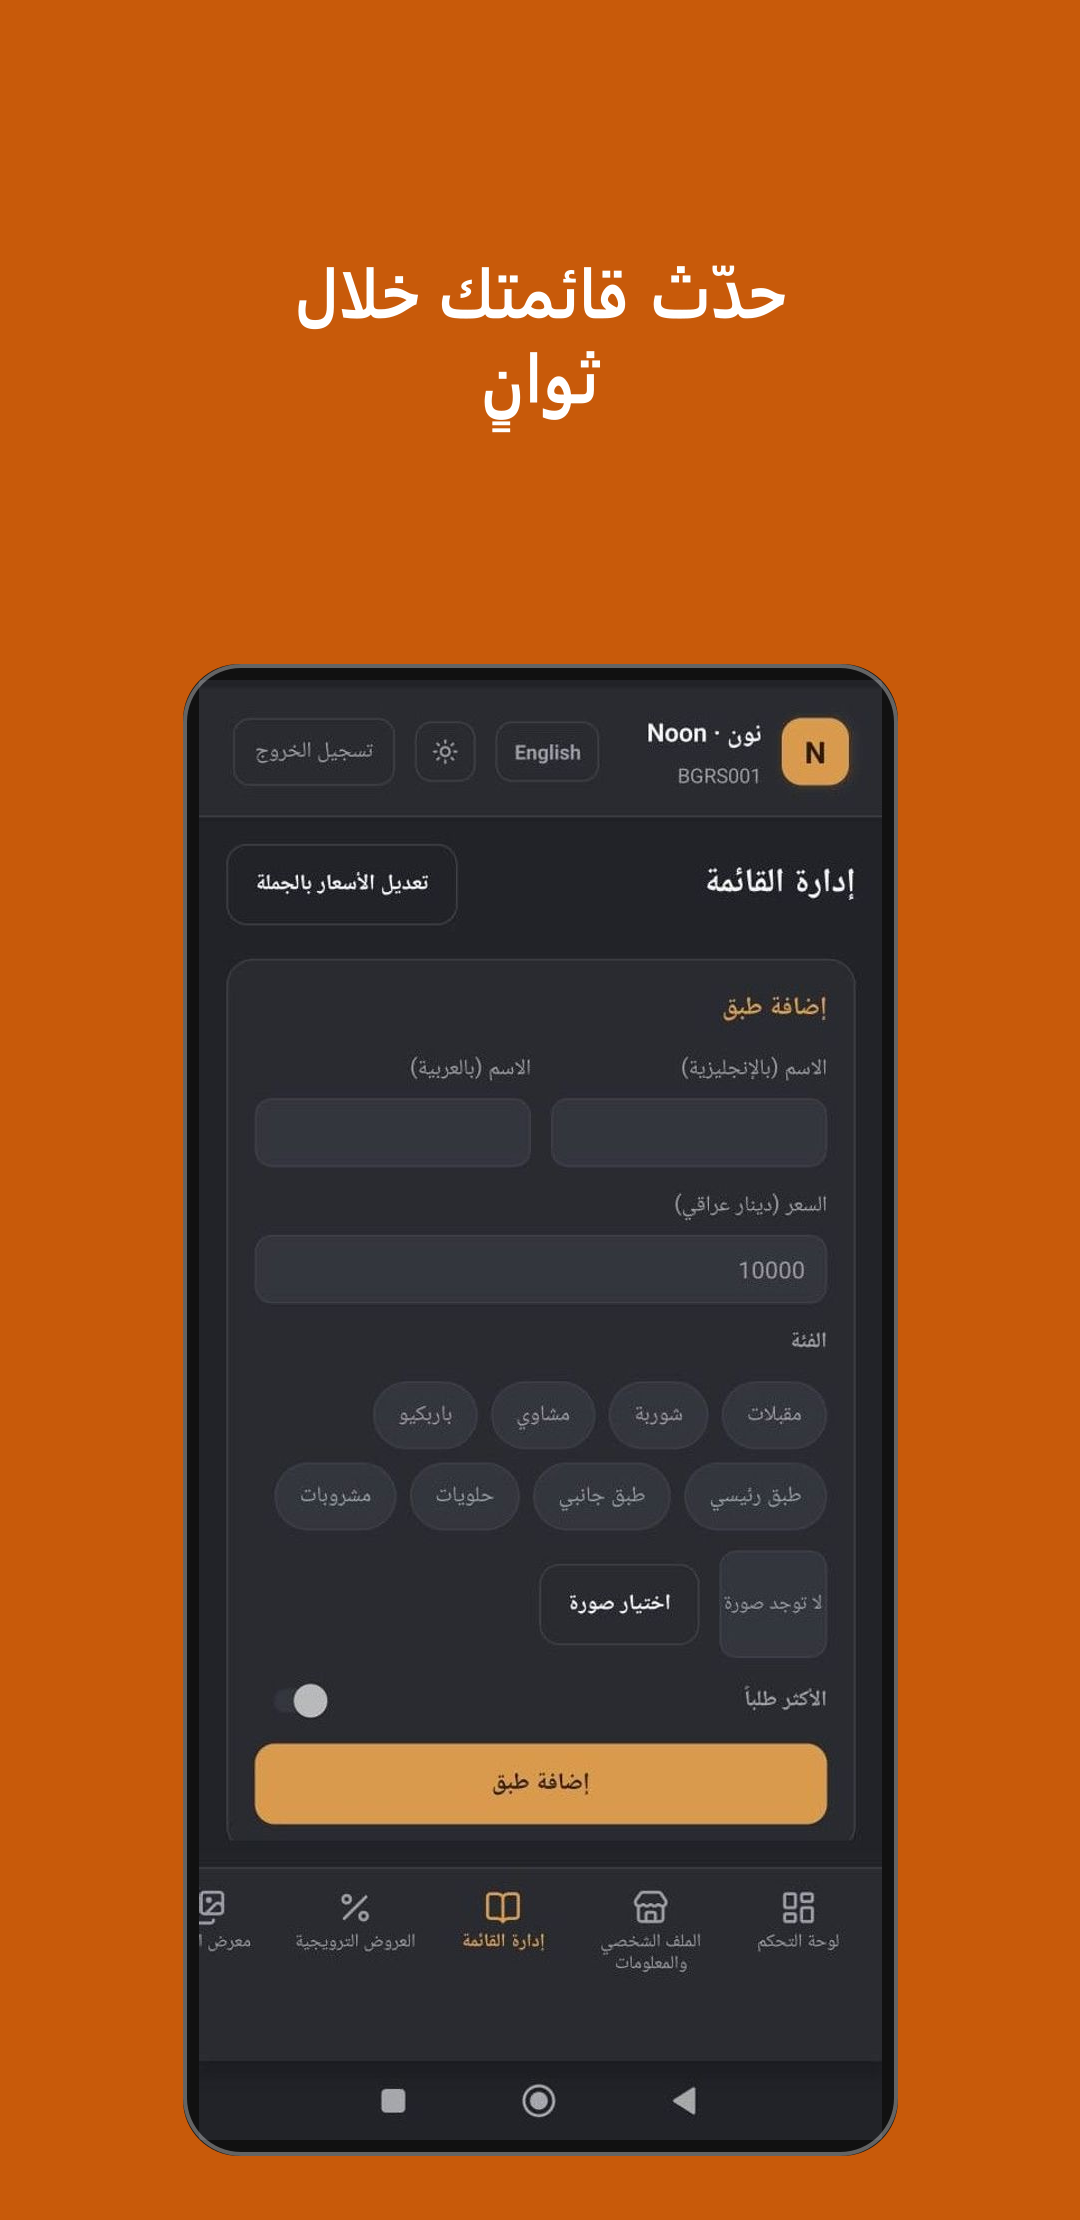 حدّث قائمتك خلال
ثوانٍ
N
نون · Noon
BGRS001
English
تسجيل الخروج
إدارة القائمة
تعديل الأسعار بالجملة
إضافة طبق
الاسم (بالإنجليزية)
الاسم (بالعربية)
السعر (دينار عراقي)
10000
الفئة
مقبلات
شوربة
مشاوي
باربكيو
طبق رئيسي
طبق جانبي
حلويات
مشروبات
لا توجد صورة
اختيار صورة
الأكثر طلباً
إضافة طبق
لوحة التحكم
الملف الشخصي
والمعلومات
إدارة القائمة
العروض الترويجية
معرض